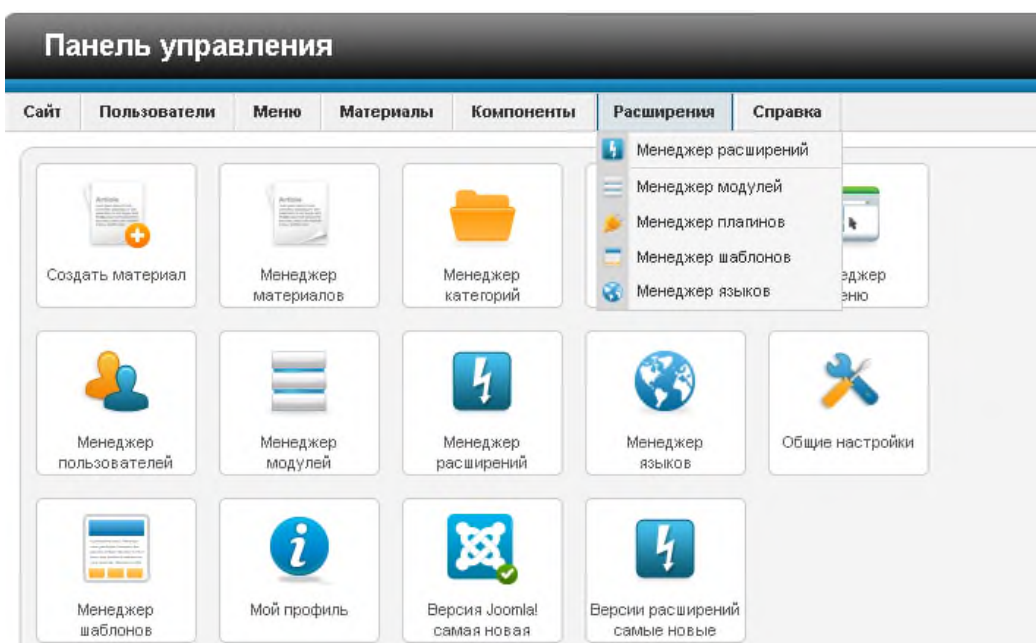 Панель управления
Сайт Пользователи Меню Материалы Компоненты Расширения Справка
Менеджер расширений
Менеджер модулей
Менеджер плагинов
Менеджер шаблонов
Менеджер языков
Article
Article
Создать материал
Менеджер
материалов
Менеджер
категорий
Менеджер
пользователей
Менеджер
модулей
Менеджер
расширений
Менеджер
языков
Общие настройки
Менеджер
шаблонов
Мой профиль
Версия Joomla!
самая новая
Версии расширений
самые новые